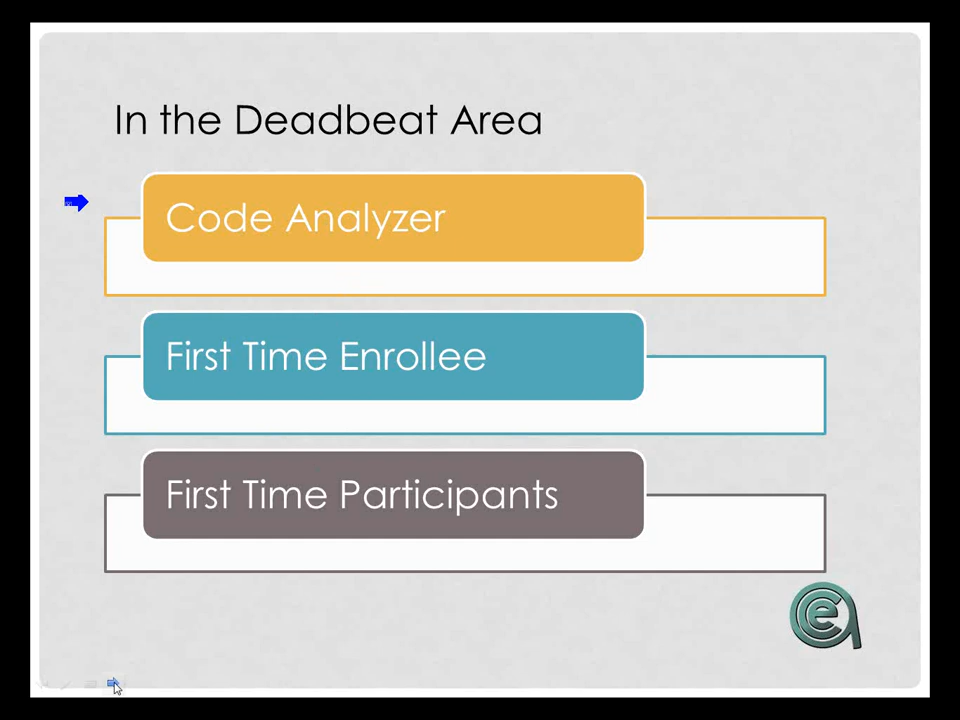 In the Deadbeat Area
Code Analyzer
First Time Enrollee
First Time Participants